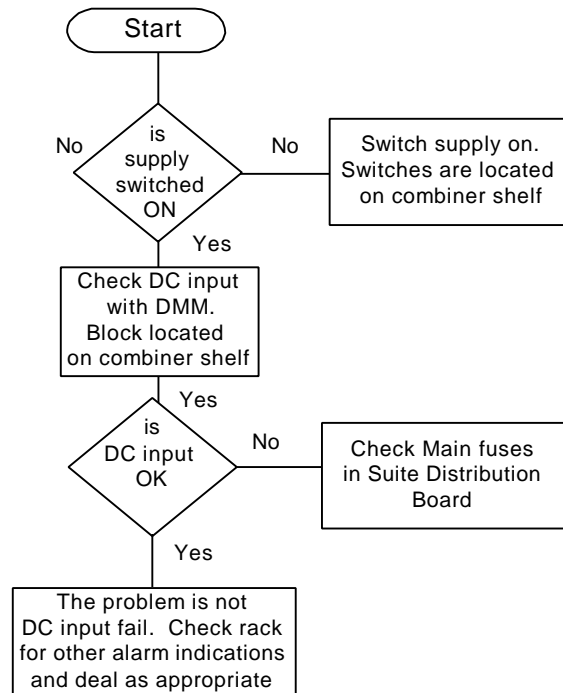 Start
No
is
supply
switched
ON
No
Switch supply on.
Switches are located
on combiner shelf
Yes
Check DC input
with DMM.
Block located
on combiner shelf
Yes
is
DC input
OK
No
Check Main fuses
in Suite Distribution
Board
Yes
The problem is not
DC input fail. Check rack
for other alarm indications
and deal as appropriate